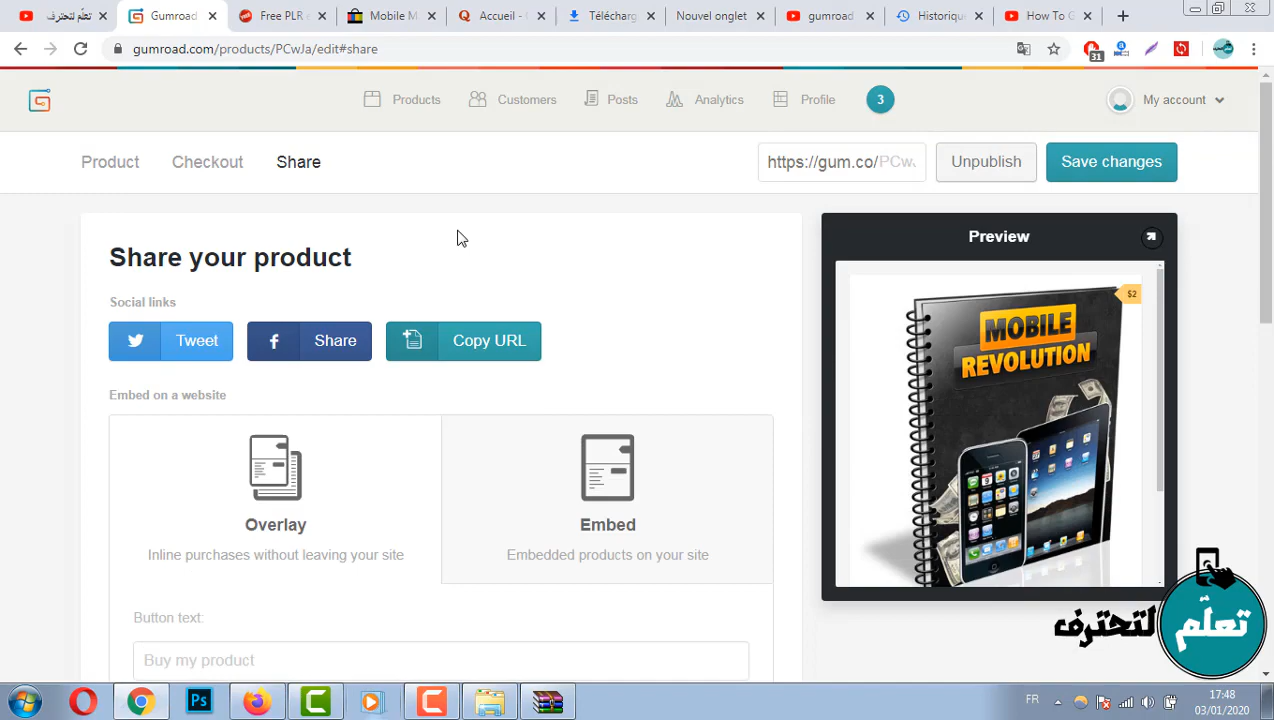 تعلّم لتحترف
Gumroad
Free PLR e
Mobile M
Accueil -
Télécharg
Nouvel onglet
gumroad
Historique
How To G
gumroad.com/products/PCwJa/edit#share
31
Products
Customers
Posts
Analytics
Profile
3
My account
Product
Checkout
Share
https://gum.co/PCw
Unpublish
Save changes
Share your product
Social links
Tweet
Share
Copy URL
Embed on a website
Overlay
Inline purchases without leaving your site
Embed
Embedded products on your site
Button text:
Buy my product
Preview
$2
MOBILE
REVOLUTION
تعلّم
لتحترف
Ps
FR
17:48
03/01/2020